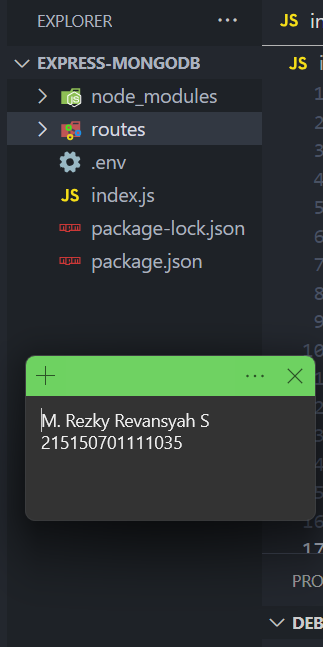 EXPLORER
JS in
EXPRESS-MONGODB
JS i
node_modules
routes
.env
JS index.js
package-lock.json
package.json
1
2
3
4
5
6
7
8
9
10
M. Rezky Revansyah S
215150701111035
16
17
PRO
DEB